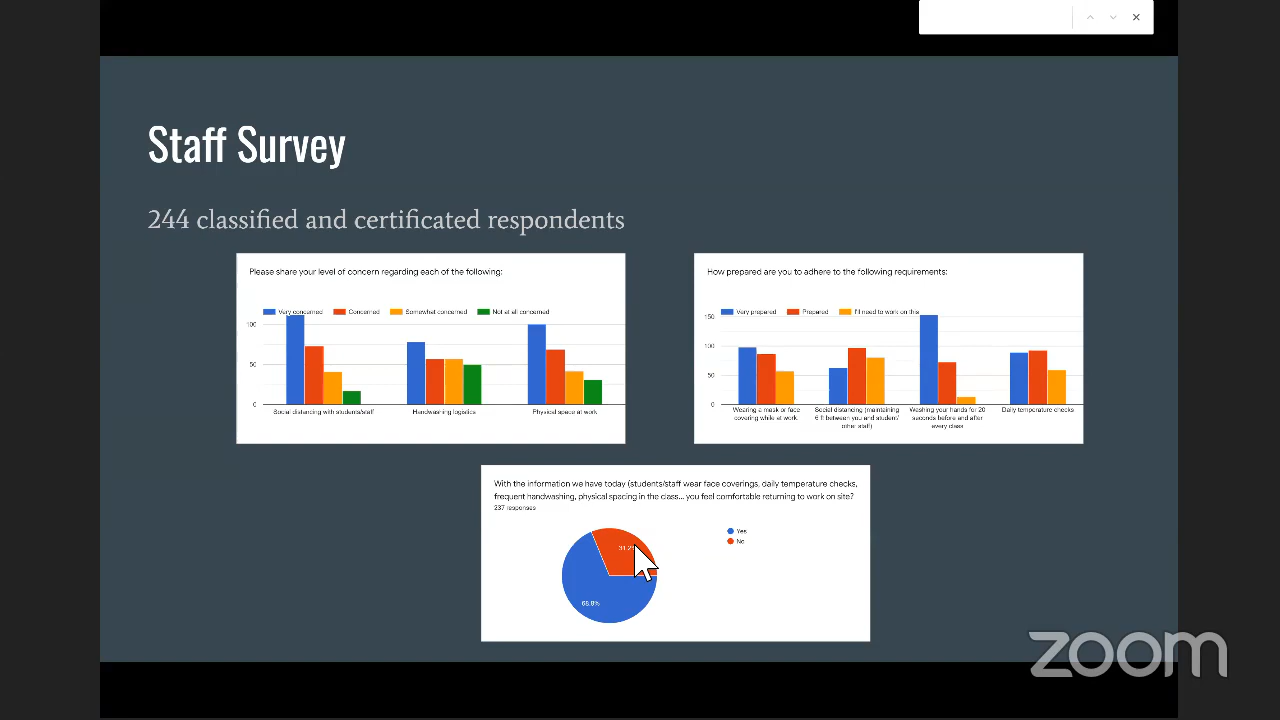 Staff Survey
244 classified and certificated respondents
Please share your level of concern regarding each of the following:
Very concerned Concerned Somewhat concerned Not at all concerned
100
50
0
Social distancing with students/staff Handwashing logistics Physical space at work
How prepared are you to adhere to the following requirements:
Very prepared Prepared I'll need to work on this
150
100
50
0
Wearing a mask or face covering while at work
Social distancing (maintaining 6 ft between you and student/ other staff)
Washing your hands for 20 seconds before and after every class
Daily temperature checks
With the information we have today (students/staff wear face coverings, daily temperature checks,
frequent handwashing, physical spacing in the class... you feel comfortable returning to work on site?
237 responses
Yes
No
68.8%
zoom